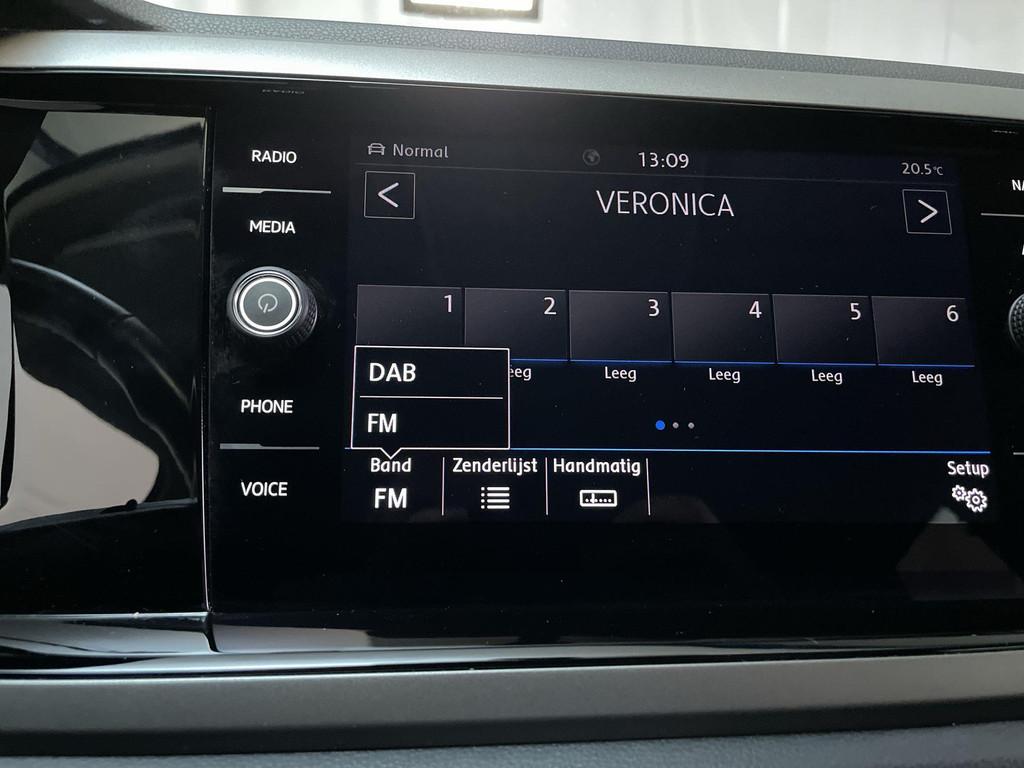 RADIO
MEDIA
PHONE
VOICE
Normal
13:09
20.5°C
VERONICA
1 2 3 4 5 6
Leeg Leeg Leeg Leeg
DAB
FM
Band Zenderlijst Handmatig Setup
FM